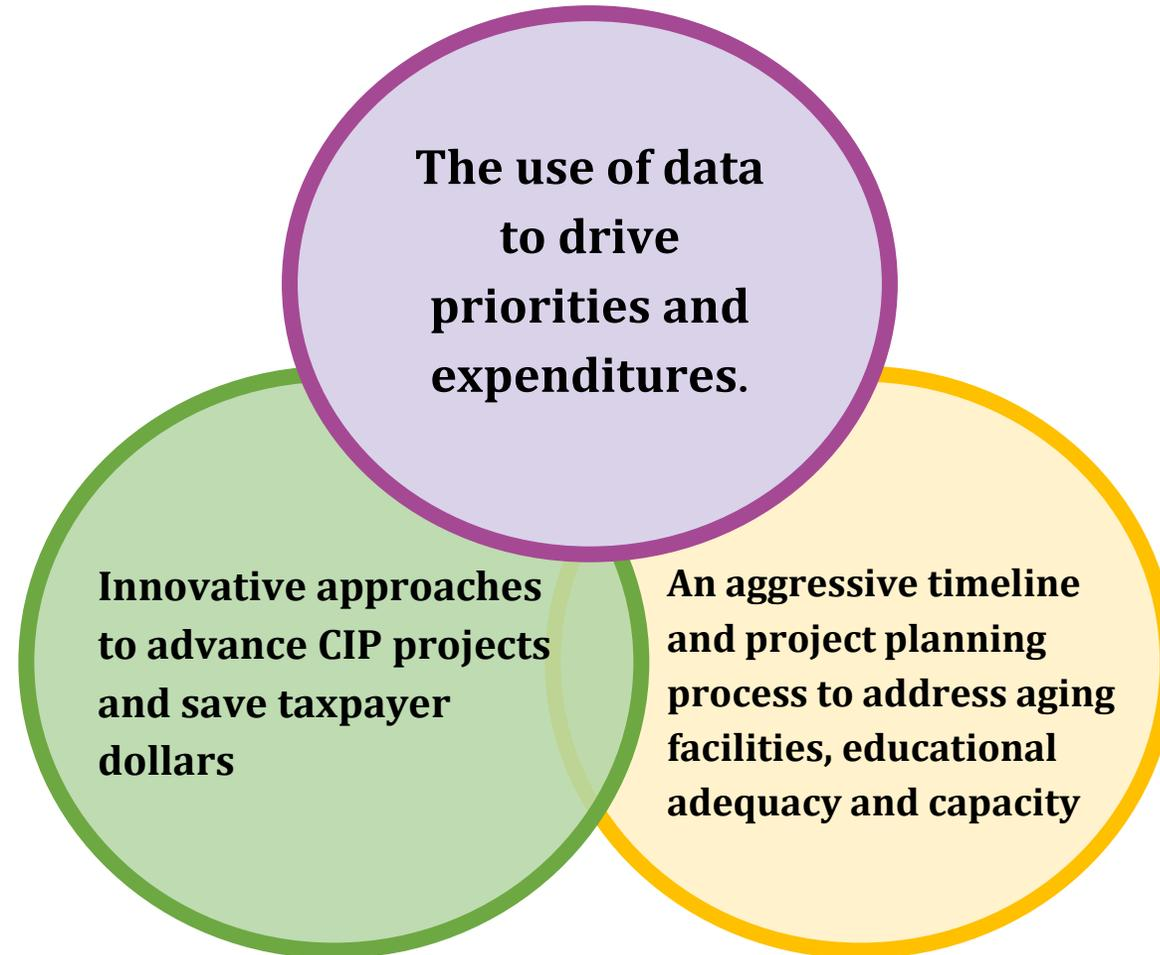 The use of data
to drive
priorities and
expenditures.
Innovative approaches
to advance CIP projects
and save taxpayer
dollars
An aggressive timeline
and project planning
process to address aging
facilities, educational
adequacy and capacity